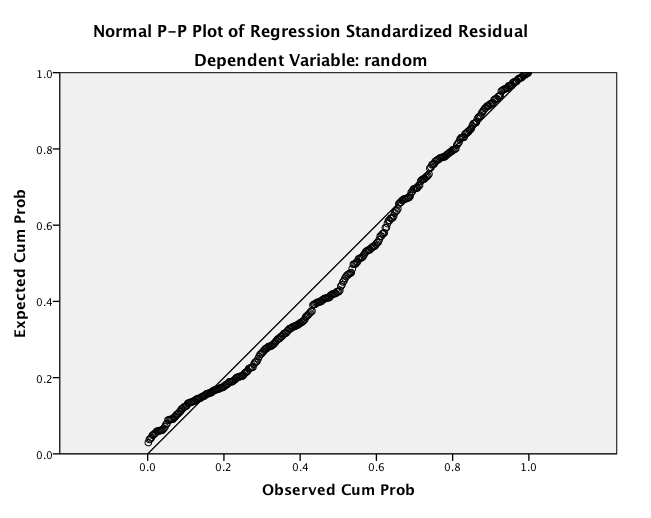 Normal P-P Plot of Regression Standardized Residual
Dependent Variable: random
Expected Cum Prob
1.0
0.8
0.6
0.4
0.2
0.0
0.0 0.2 0.4 0.6 0.8 1.0
Observed Cum Prob